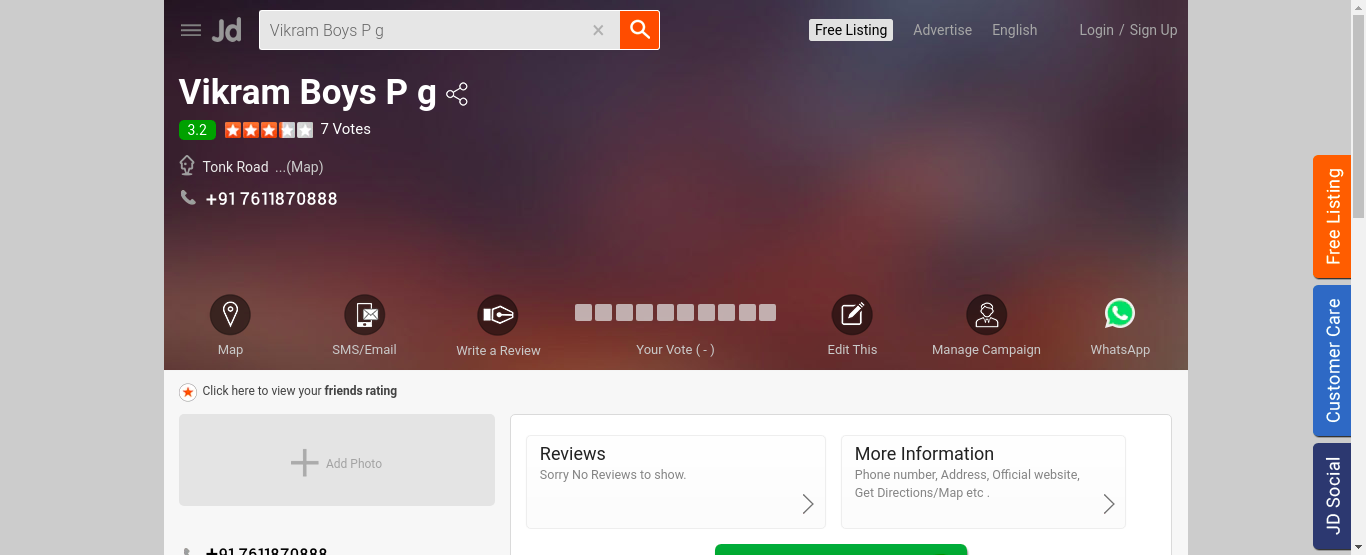 Jd
Vikram Boys P g
Free Listing
Advertise
English
Login / Sign Up
Vikram Boys P g
3.2
7 Votes
Tonk Road ...(Map)
+91 7611870888
Map
SMS/Email
Write a Review
Your Vote ( - )
Edit This
Manage Campaign
WhatsApp
Click here to view your friends rating
Add Photo
Reviews
Sorry No Reviews to show.
More Information
Phone number, Address, Official website,
Get Directions/Map etc .
+91 7611870888
Free Listing
Customer Care
JD Social